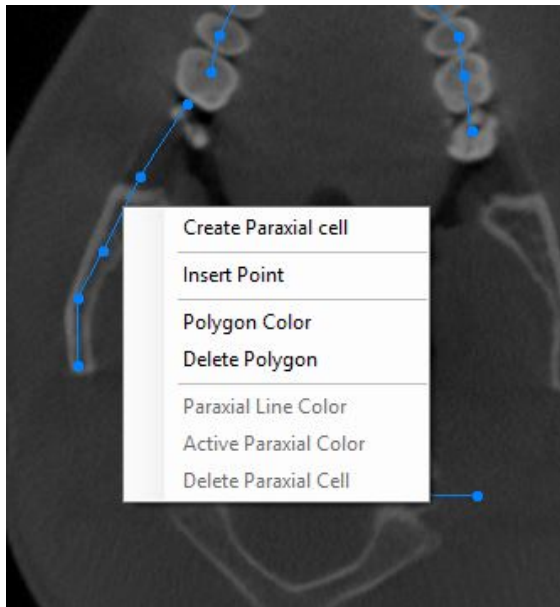 Create Paraxial cell
Insert Point
Polygon Color
Delete Polygon
Paraxial Line Color
Active Paraxial Color
Delete Paraxial Cell